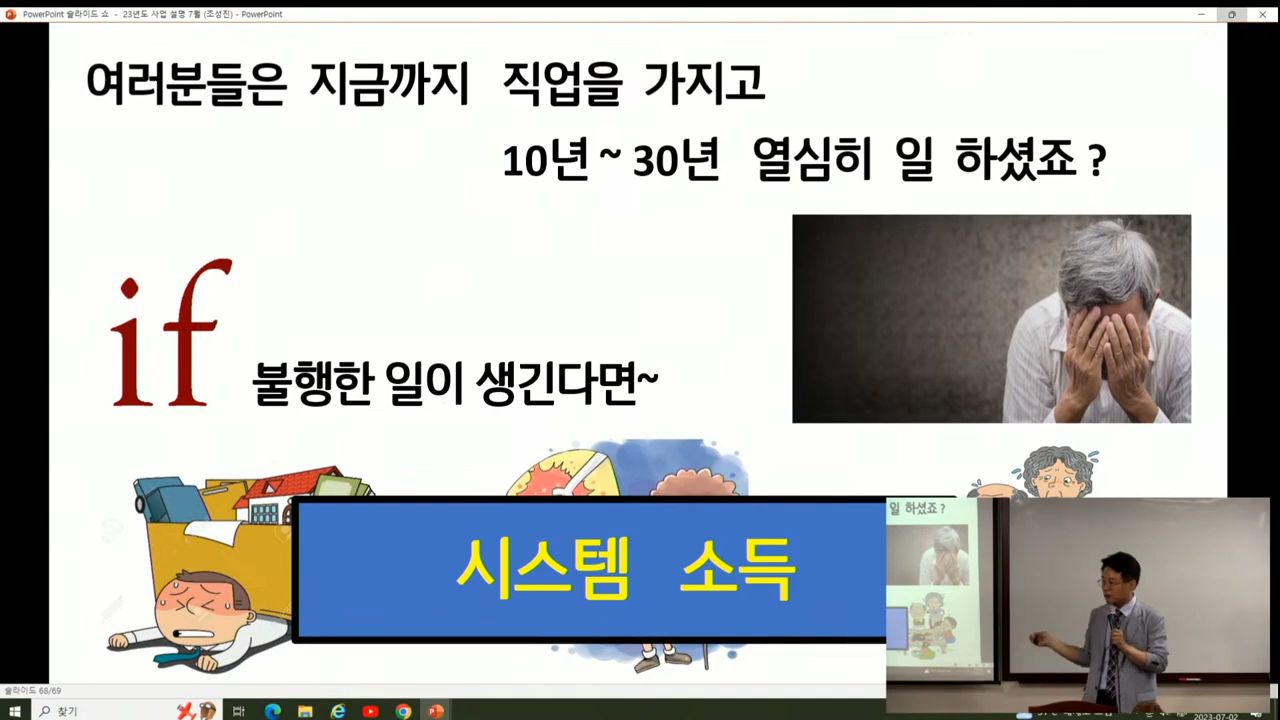 PowerPoint 슬라이드 쇼 - 23년도 사업 설명 7월 (조성진) - PowerPoint
여러분들은 지금까지 직업을 가지고
10년 ~ 30년 열심히 일 하셨죠 ?
if 불행한 일이 생긴다면~
시스템 소득
일 하셨죠 ?
슬라이드 68/69
찾기
2023-07-02